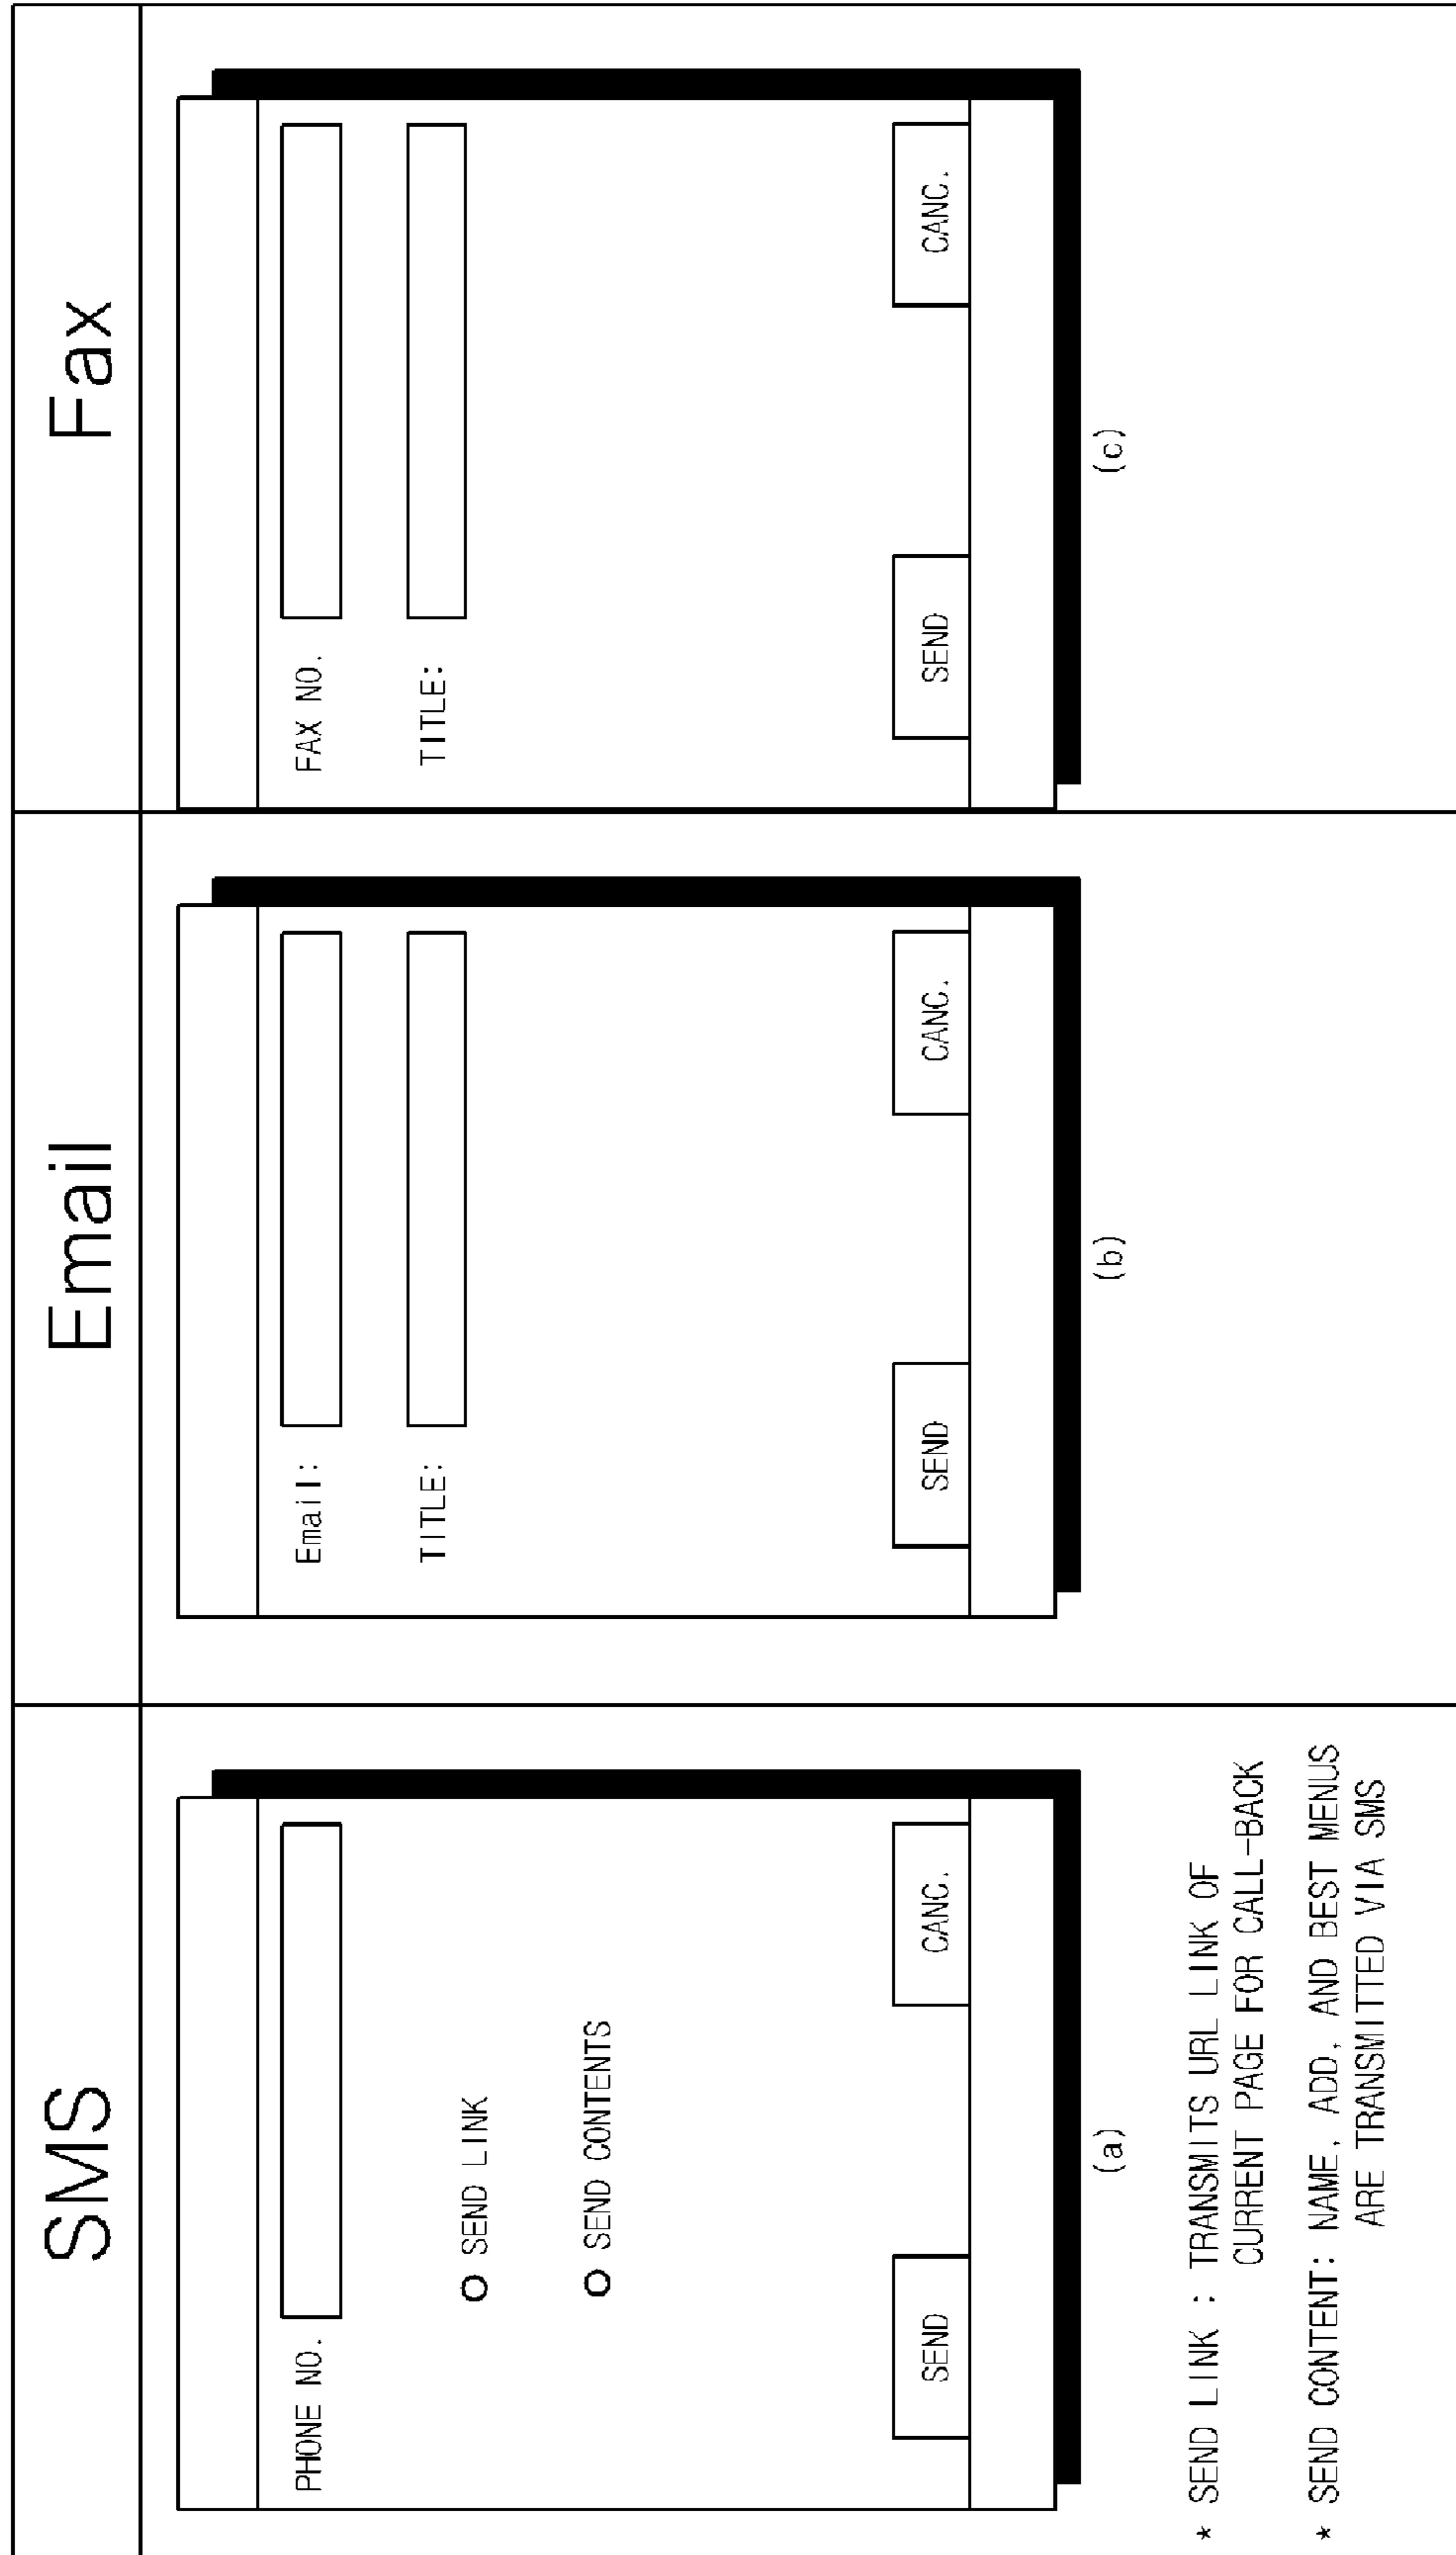 SMS
PHONE NO.
O SEND LINK
O SEND CONTENTS
SEND
CANC.
(a)
* SEND LINK : TRANSMITS URL LINK OF
CURRENT PAGE FOR CALL-BACK
* SEND CONTENT: NAME, ADD, AND BEST MENUS
ARE TRANSMITTED VIA SMS
Email
Email:
TITLE:
SEND
CANC.
(b)
Fax
FAX NO.
TITLE:
SEND
CANC.
(c)